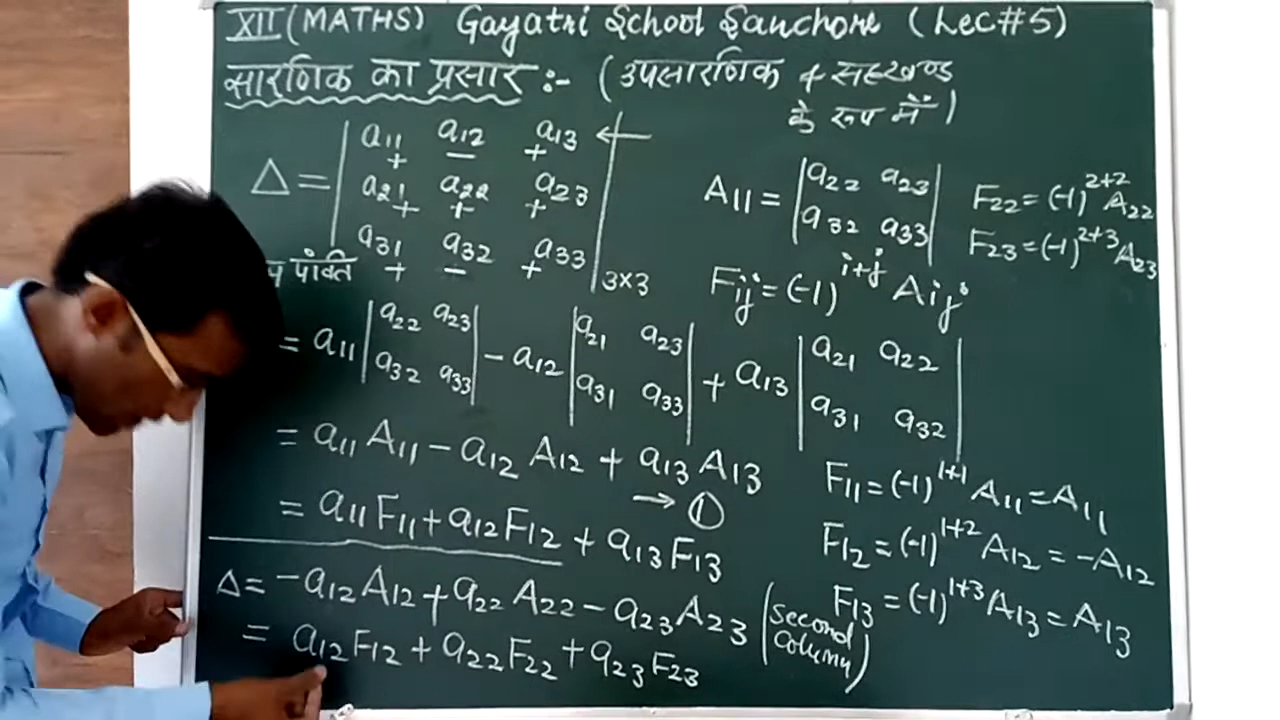 XII (MATHS) Gayatri School Sanchore (Lec#5)
सारणिक का प्रसार :- (उपसारणिक & सहखण्ड
के रूप में)
Δ = | a11 a12 a13 | ←
+ − +
| a21 a22 a23 |
+ + +
| a31 a32 a33 | 3×3
+ − +
पंक्ति
A11 = | a22 a23 |
| a32 a33 |
F22 = (-1)^2+2 A22
F23 = (-1)^2+3 A23
Fij = (-1)^i+j Aij
= a11 | a22 a23 | − a12 | a21 a23 | + a13 | a21 a22 |
| a32 a33 | | a31 a33 | | a31 a32 |
= a11 A11 − a12 A12 + a13 A13
→ ①
= a11 F11 + a12 F12 + a13 F13
F11 = (-1)^1+1 A11 = A11
F12 = (-1)^1+2 A12 = -A12
F13 = (-1)^1+3 A13 = A13
Δ = −a12 A12 + a22 A22 − a23 A23 (Second
column)
= a12 F12 + a22 F22 + a23 F23